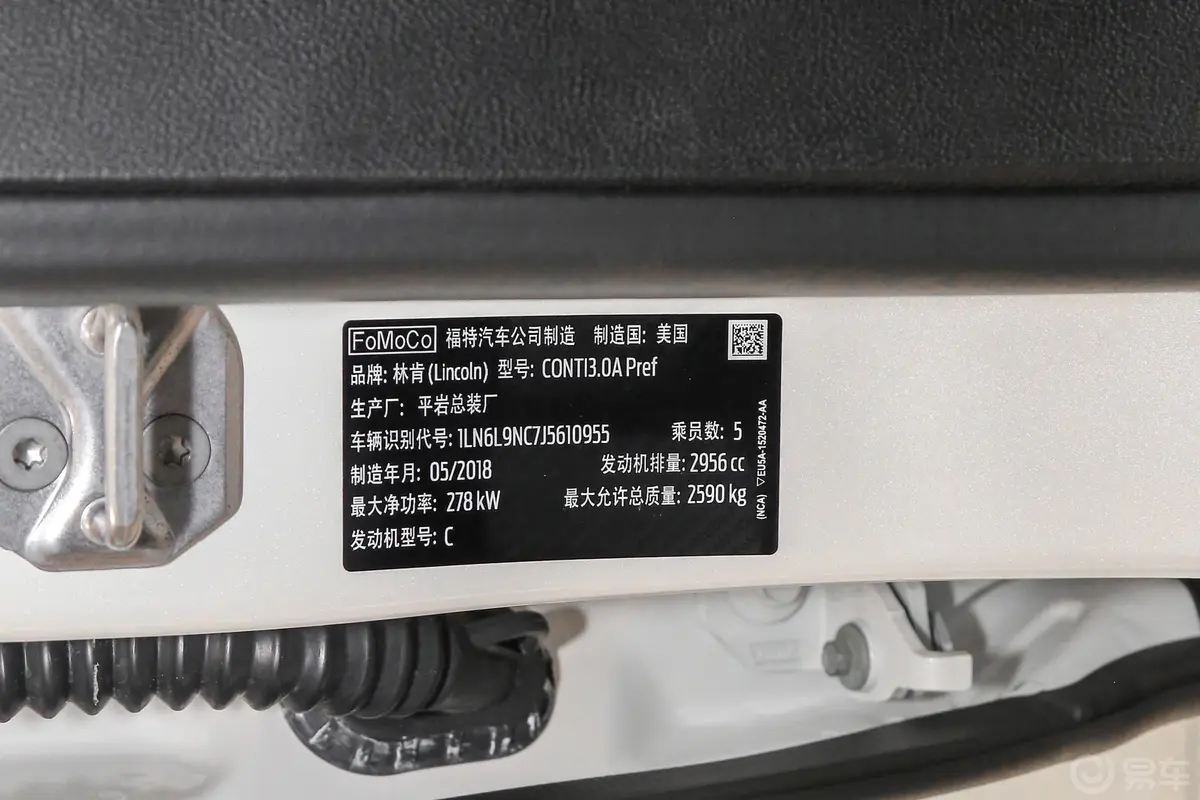 FoMoCo 福特汽车公司制造 制造国: 美国
品牌: 林肯(Lincoln) 型号: CONTI3.0A Pref
生产厂: 平岩总装厂
车辆识别代号: 1LN6L9NC7J5610955 乘员数: 5
制造年月: 05/2018 发动机排量: 2956 cc
最大净功率: 278 kW 最大允许总质量: 2590 kg
发动机型号: C
(NCA) ▽EU5A-1520472-AA
易车